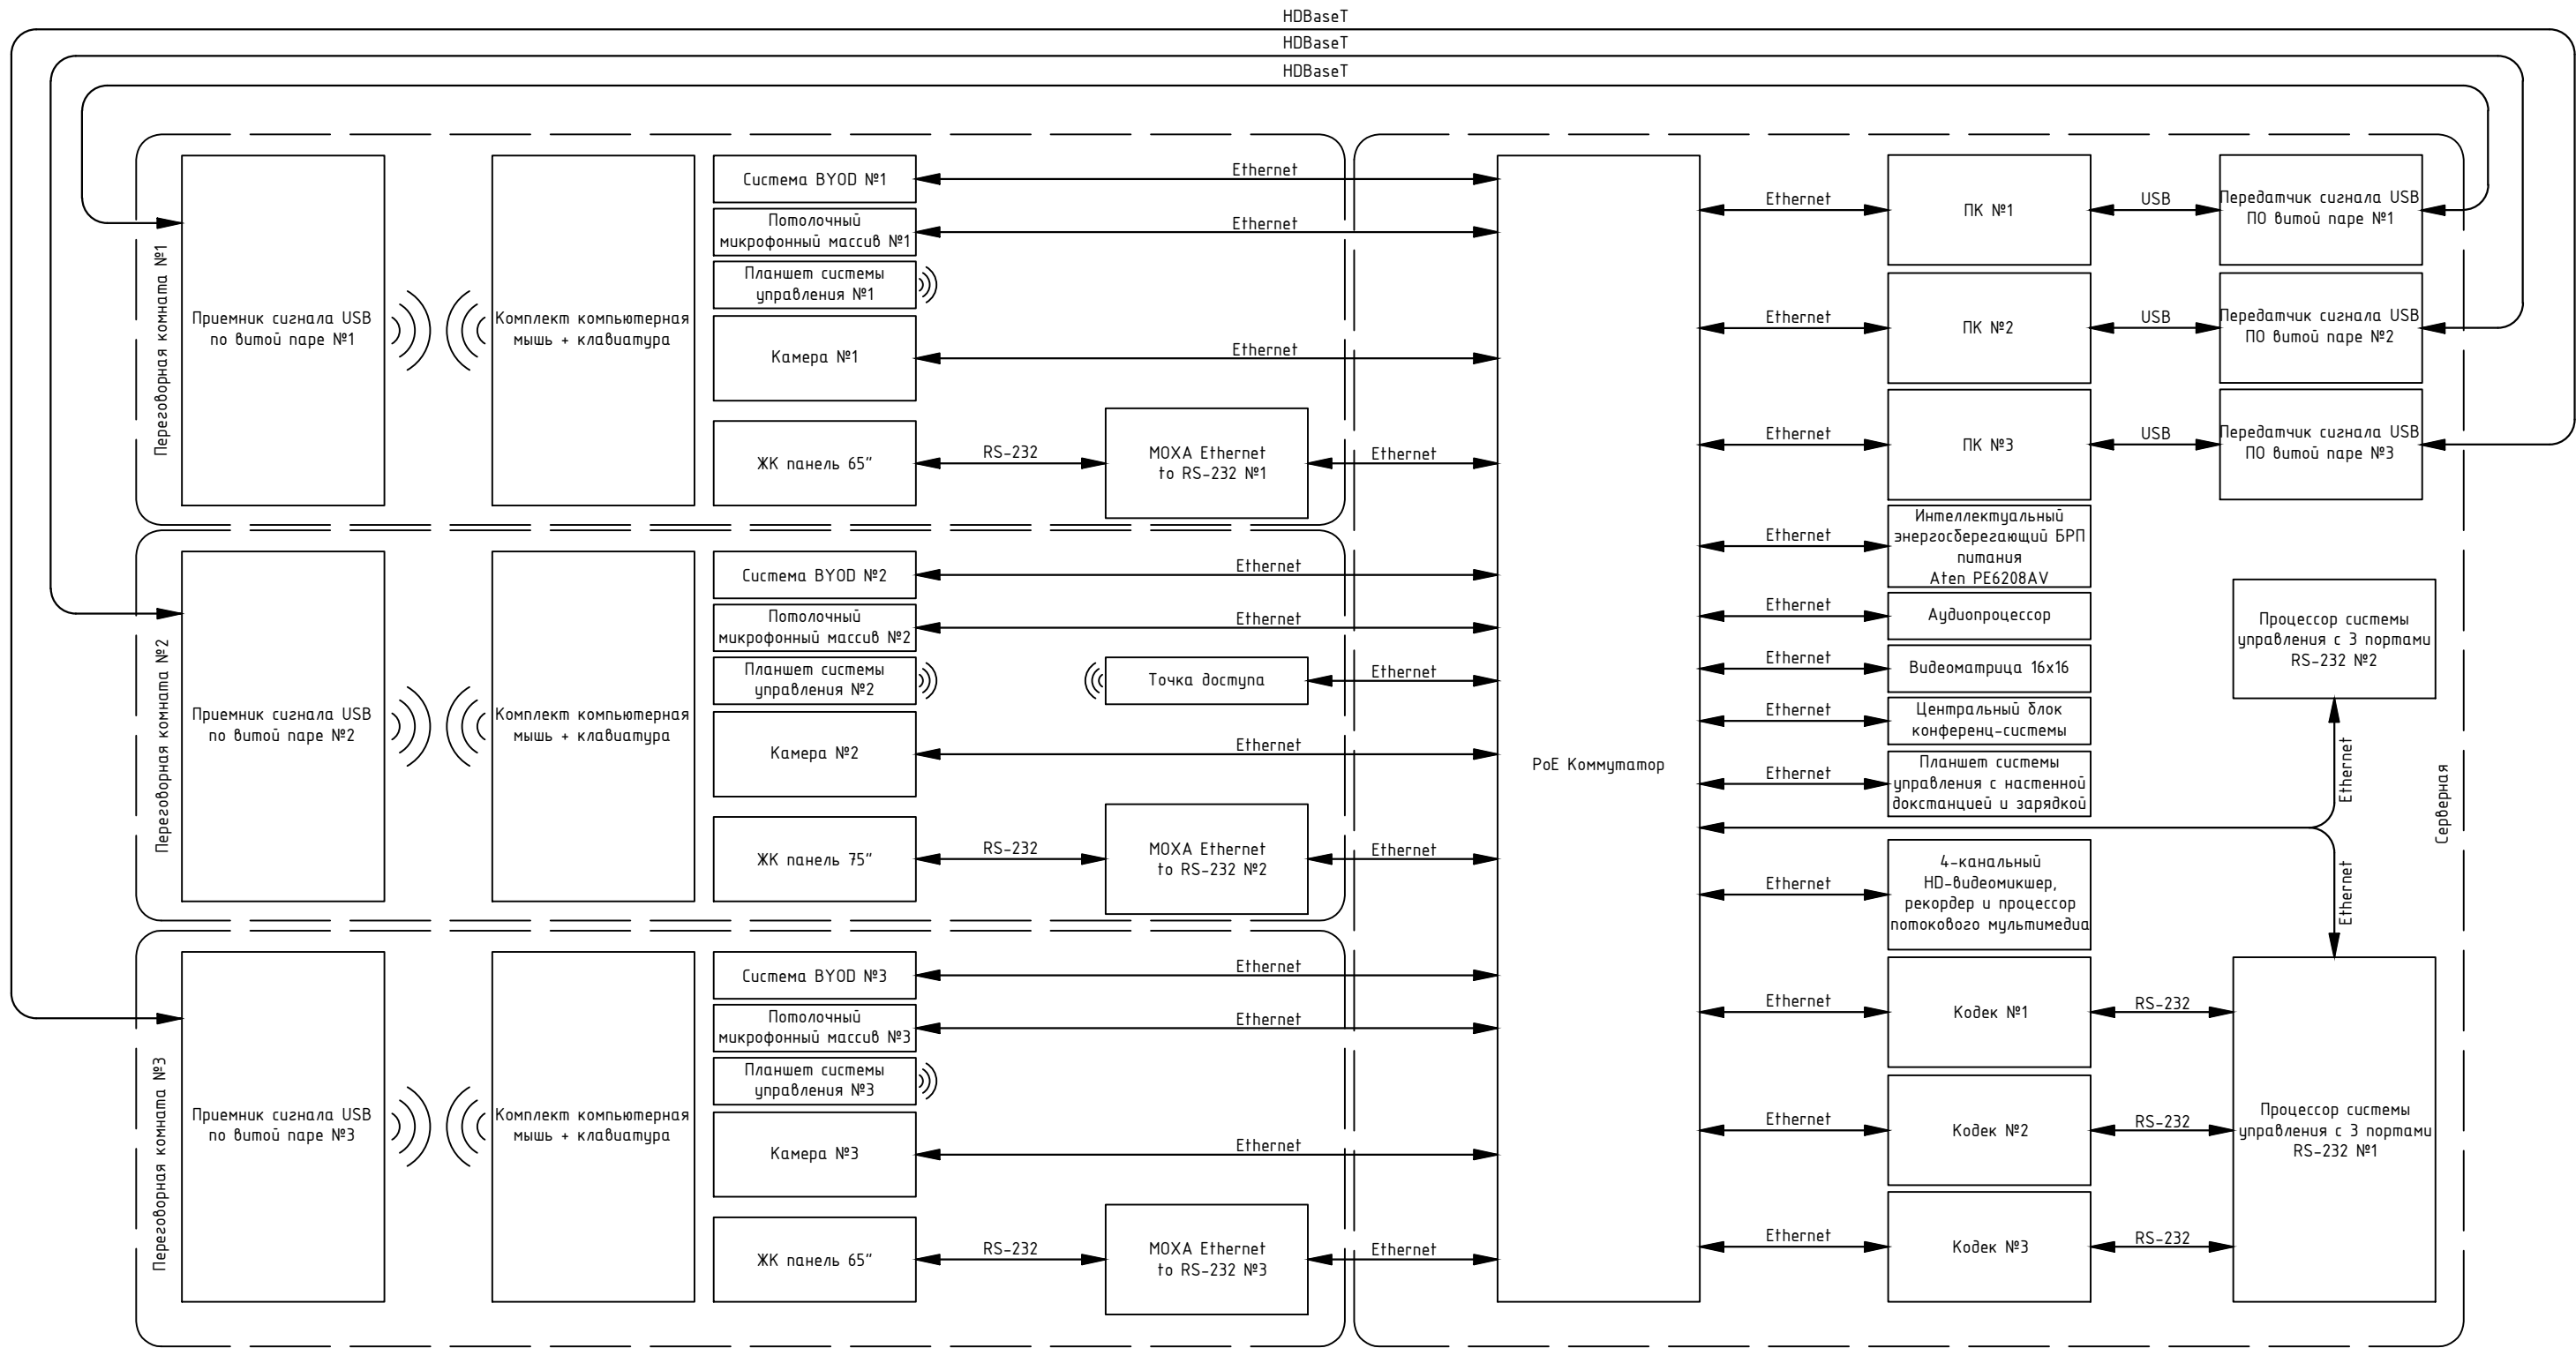 HDBaseT
HDBaseT
HDBaseT
Переговорная комната №1
Приемник сигнала USB
по витой паре №1
Комплект компьютерная
мышь + клавиатура
Система BYOD №1
Ethernet
Потолочный
микрофонный массив №1
Ethernet
Планшет системы
управления №1
Камера №1
Ethernet
ЖК панель 65"
RS-232
MOXA Ethernet
to RS-232 №1
Ethernet
Переговорная комната №2
Приемник сигнала USB
по витой паре №2
Комплект компьютерная
мышь + клавиатура
Система BYOD №2
Ethernet
Потолочный
микрофонный массив №2
Ethernet
Планшет системы
управления №2
Точка доступа
Ethernet
Камера №2
Ethernet
ЖК панель 75"
RS-232
MOXA Ethernet
to RS-232 №2
Ethernet
Переговорная комната №3
Приемник сигнала USB
по витой паре №3
Комплект компьютерная
мышь + клавиатура
Система BYOD №3
Ethernet
Потолочный
микрофонный массив №3
Ethernet
Планшет системы
управления №3
Камера №3
Ethernet
ЖК панель 65"
RS-232
MOXA Ethernet
to RS-232 №3
Ethernet
PoE Коммутатор
Ethernet
ПК №1
USB
Передатчик сигнала USB
ПО витой паре №1
Ethernet
ПК №2
USB
Передатчик сигнала USB
ПО витой паре №2
Ethernet
ПК №3
USB
Передатчик сигнала USB
ПО витой паре №3
Ethernet
Интеллектуальный
энергосберегающий БРП
питания
Aten PE6208AV
Ethernet
Аудиопроцессор
Ethernet
Видеоматрица 16x16
Ethernet
Центральный блок
конференц-системы
Ethernet
Планшет системы
управления с настенной
докстанцией и зарядкой
Процессор системы
управления с 3 портами
RS-232 №2
Ethernet
Ethernet
Серверная
Ethernet
4-канальный
HD-видеомикшер,
рекордер и процессор
потокового мультимедиа
Ethernet
Кодек №1
RS-232
Ethernet
Кодек №2
RS-232
Ethernet
Кодек №3
RS-232
Процессор системы
управления с 3 портами
RS-232 №1